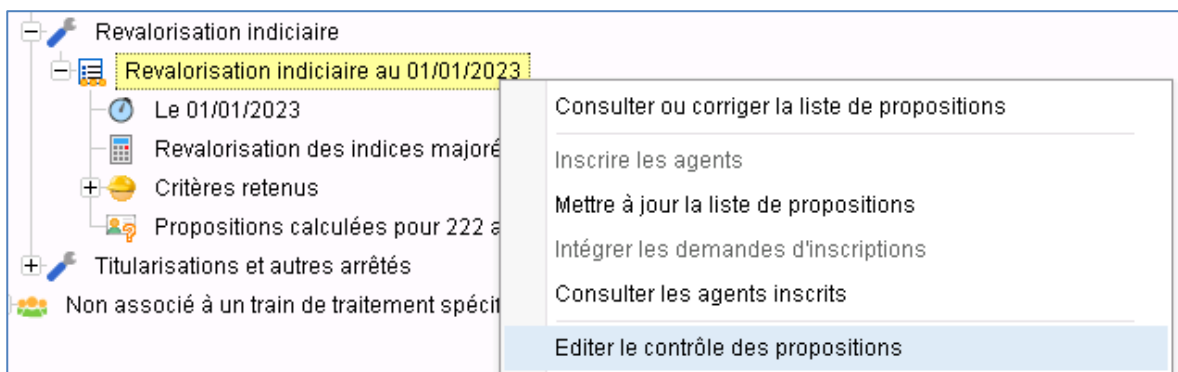 Revalorisation indiciaire
Revalorisation indiciaire au 01/01/2023
Le 01/01/2023
Revalorisation des indices majoré
Critères retenus
Propositions calculées pour 222 a
Titularisations et autres arrêtés
Non associé à un train de traitement spécif
Consulter ou corriger la liste de propositions
Inscrire les agents
Mettre à jour la liste de propositions
Intégrer les demandes d'inscriptions
Consulter les agents inscrits
Editer le contrôle des propositions